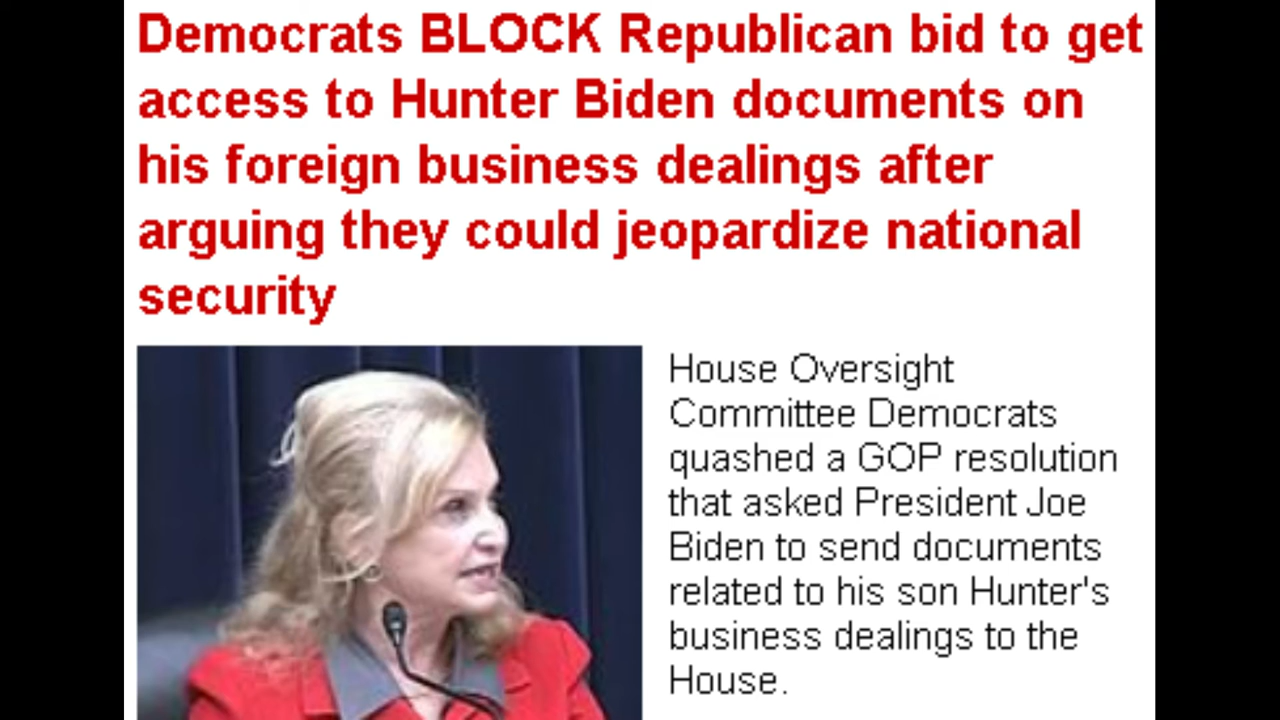 Democrats BLOCK Republican bid to get
access to Hunter Biden documents on
his foreign business dealings after
arguing they could jeopardize national
security
House Oversight
Committee Democrats
quashed a GOP resolution
that asked President Joe
Biden to send documents
related to his son Hunter's
business dealings to the
House.